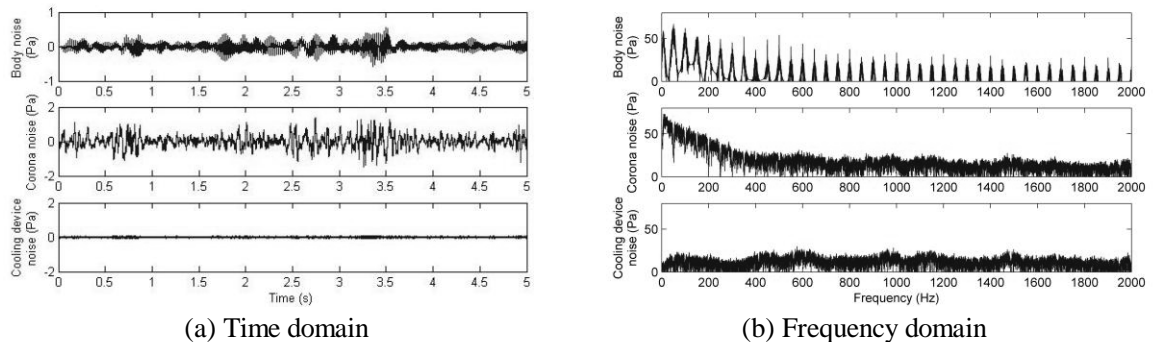 Body noise
(Pa)
1
0
-1
0 0.5 1 1.5 2 2.5 3 3.5 4 4.5 5
Corona noise (Pa)
2
0
-2
0 0.5 1 1.5 2 2.5 3 3.5 4 4.5 5
Cooling device
noise (Pa)
2
0
-2
0 0.5 1 1.5 2 2.5 3 3.5 4 4.5 5
Time (s)
(a) Time domain
Body noise
(Pa)
50
0
0 200 400 600 800 1000 1200 1400 1600 1800 2000
Corona noise (Pa)
50
0
0 200 400 600 800 1000 1200 1400 1600 1800 2000
Cooling device
noise (Pa)
50
0
0 200 400 600 800 1000 1200 1400 1600 1800 2000
Frequency (Hz)
(b) Frequency domain